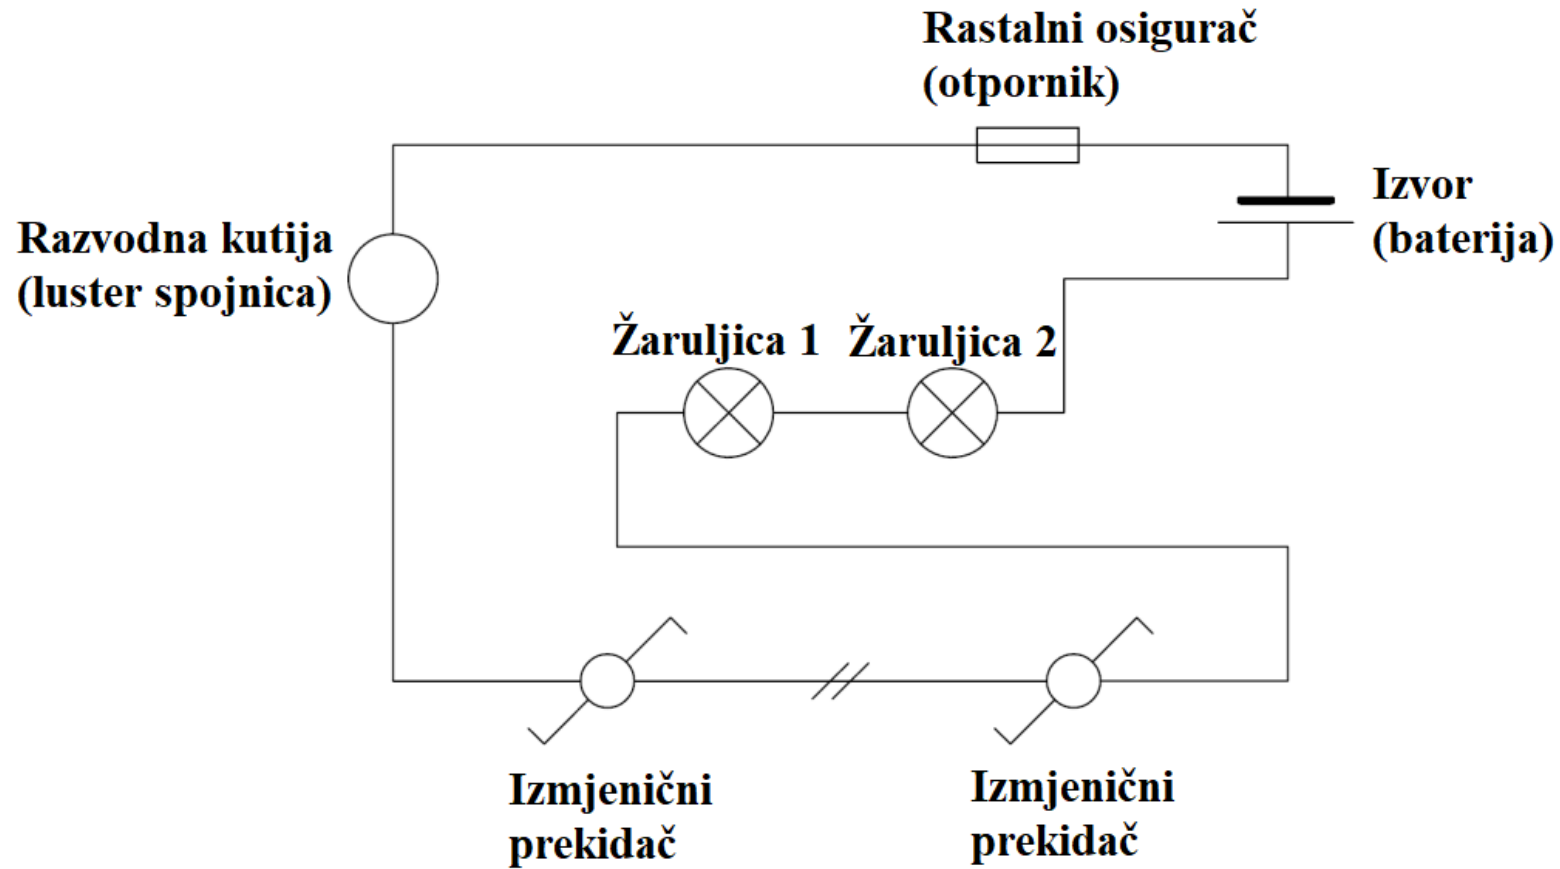 Rastalni osigurač
(otpornik)
Izvor
(baterija)
Razvodna kutija
(luster spojnica)
Žaruljica 1
Žaruljica 2
Izmjenični
prekidač
Izmjenični
prekidač